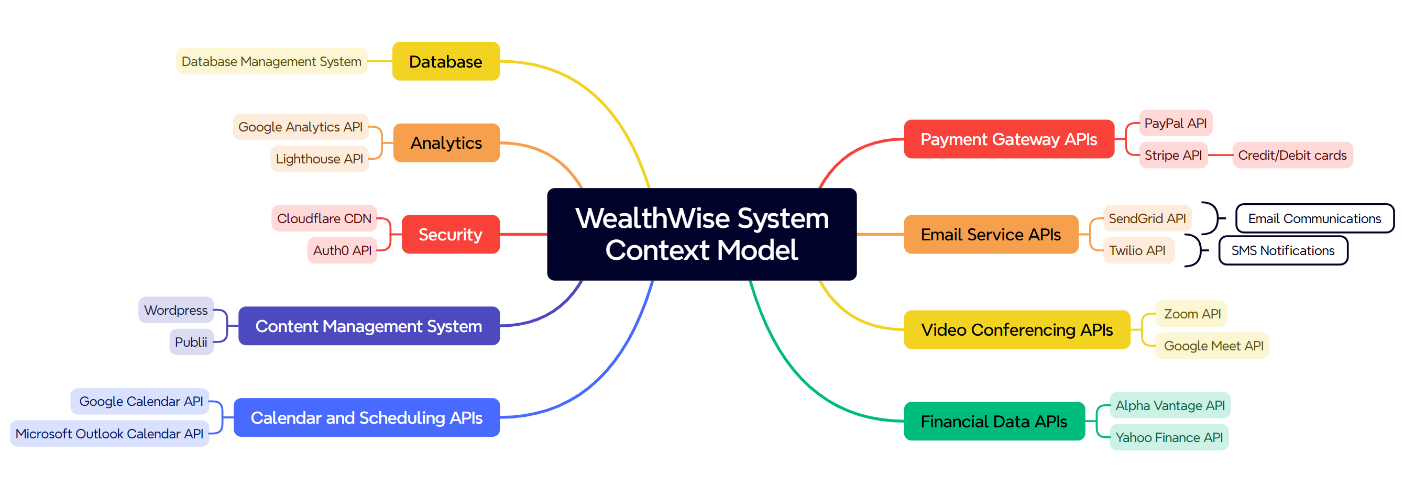 WealthWise System
Context Model
Database
Database Management System
Analytics
Google Analytics API
Lighthouse API
Security
Cloudflare CDN
Auth0 API
Content Management System
Wordpress
Publii
Calendar and Scheduling APIs
Google Calendar API
Microsoft Outlook Calendar API
Payment Gateway APIs
PayPal API
Stripe API
Credit/Debit cards
Email Service APIs
SendGrid API
Email Communications
Twilio API
SMS Notifications
Video Conferencing APIs
Zoom API
Google Meet API
Financial Data APIs
Alpha Vantage API
Yahoo Finance API